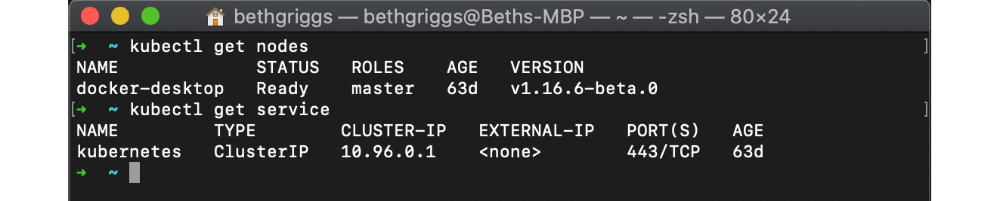 bethgriggs — bethgriggs@Beths-MBP — ~ — -zsh — 80×24
[➜  ~ kubectl get nodes ]
NAME             STATUS   ROLES    AGE   VERSION
docker-desktop   Ready    master   63d   v1.16.6-beta.0
[➜  ~ kubectl get service ]
NAME         TYPE        CLUSTER-IP   EXTERNAL-IP   PORT(S)   AGE
kubernetes   ClusterIP   10.96.0.1    <none>        443/TCP   63d
➜  ~